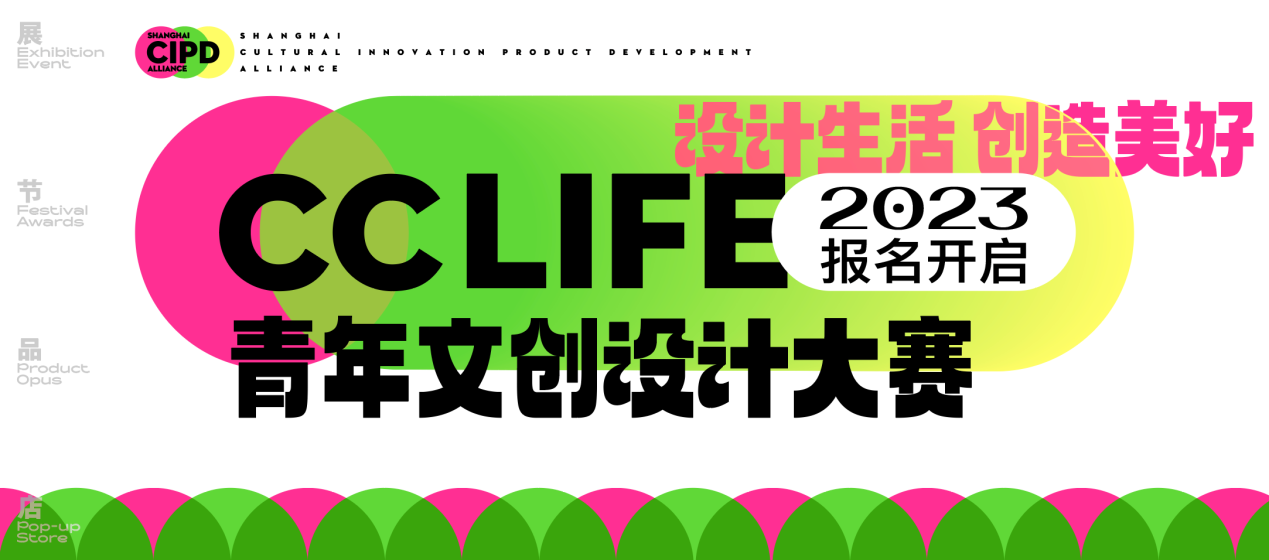 展
Exhibition
Event
SHANGHAI
CIPD
ALLIANCE
SHANGHAI
CULTURAL INNOVATION PRODUCT DEVELOPMENT
ALLIANCE
设计生活 创造美好
CC LIFE
2023
报名开启
青年文创设计大赛
节
Festival
Awards
品
Product
Opus
店
Pop-up
Store